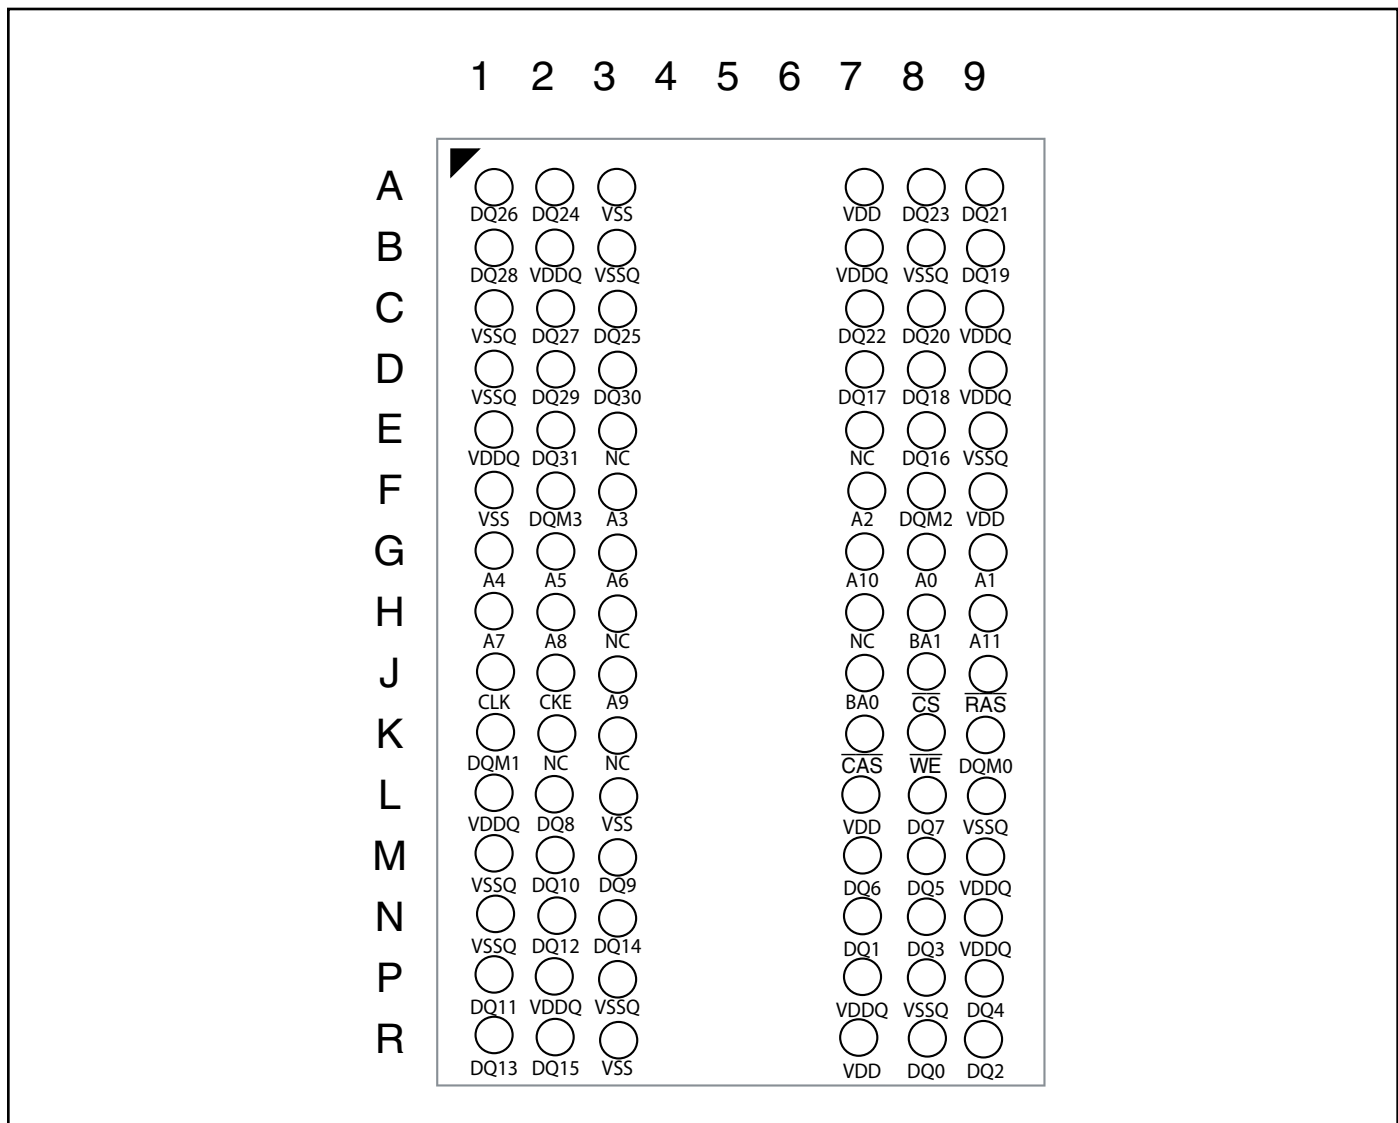 1 2 3 4 5 6 7 8 9
A
DQ26 DQ24 VSS VDD DQ23 DQ21
B
DQ28 VDDQ VSSQ VDDQ VSSQ DQ19
C
VSSQ DQ27 DQ25 DQ22 DQ20 VDDQ
D
VSSQ DQ29 DQ30 DQ17 DQ18 VDDQ
E
VDDQ DQ31 NC NC DQ16 VSSQ
F
VSS DQM3 A3 A2 DQM2 VDD
G
A4 A5 A6 A10 A0 A1
H
A7 A8 NC NC BA1 A11
J
CLK CKE A9 BA0 C̅S̅ R̅A̅S̅
K
DQM1 NC NC C̅A̅S̅ W̅E̅ DQM0
L
VDDQ DQ8 VSS VDD DQ7 VSSQ
M
VSSQ DQ10 DQ9 DQ6 DQ5 VDDQ
N
VSSQ DQ12 DQ14 DQ1 DQ3 VDDQ
P
DQ11 VDDQ VSSQ VDDQ VSSQ DQ4
R
DQ13 DQ15 VSS VDD DQ0 DQ2